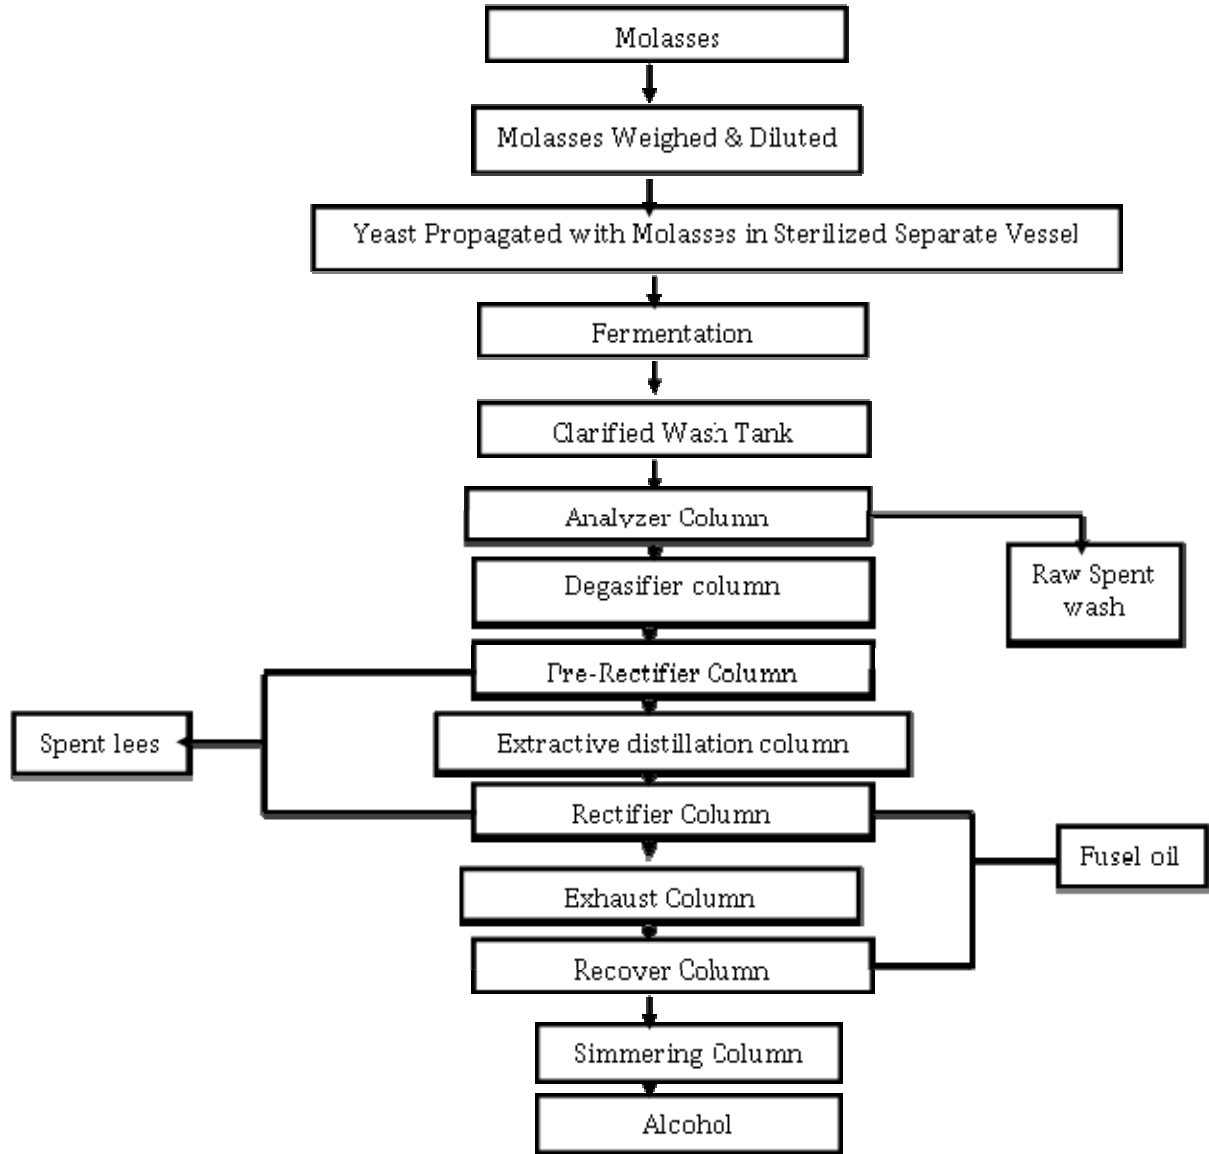 Molasses
Molasses Weighed & Diluted
Yeast Propagated with Molasses in Sterilized Separate Vessel
Fermentation
Clarified Wash Tank
Analyzer Column
Raw Spent
wash
Degasifier column
Pre-Rectifier Column
Spent lees
Extractive distillation column
Rectifier Column
Fusel oil
Exhaust Column
Recover Column
Simmering Column
Alcohol